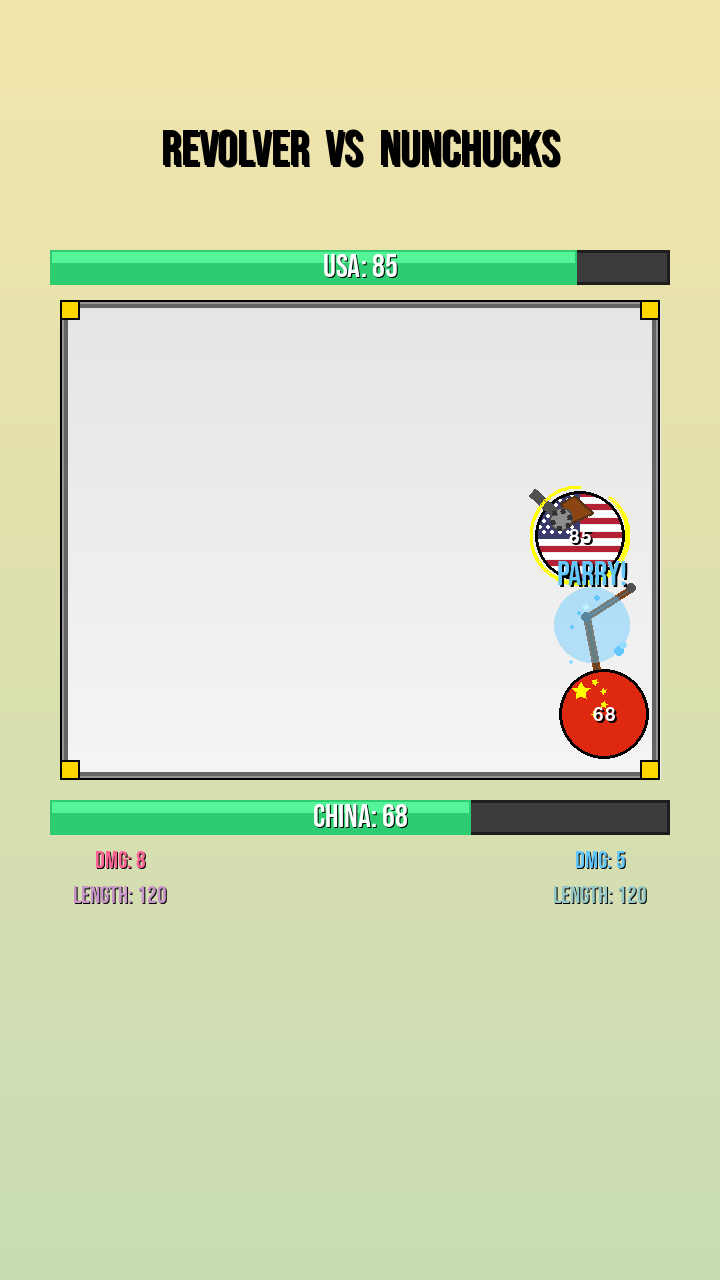 REVOLVER VS NUNCHUCKS
USA: 85
85
PARRY!
68
CHINA: 68
DMG: 8
DMG: 5
LENGTH: 120
LENGTH: 120